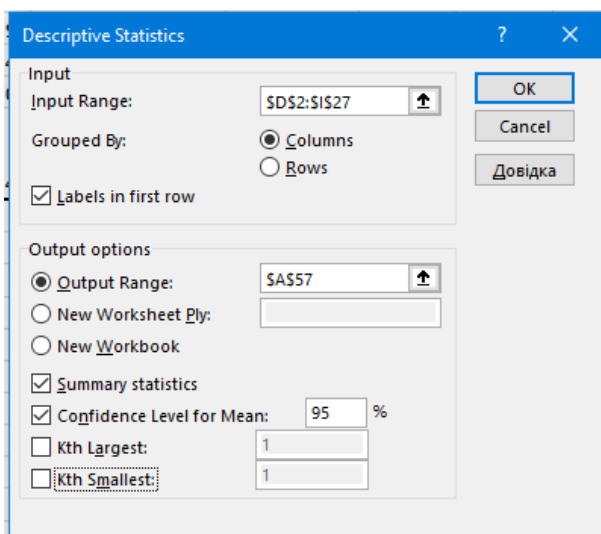 Descriptive Statistics ?
Input
Input Range: $D$2:$I$27
Grouped By: Columns
Rows
Labels in first row
OK
Cancel
Довідка
Output options
Output Range: $A$57
New Worksheet Ply:
New Workbook
Summary statistics
Confidence Level for Mean: 95 %
Kth Largest: 1
Kth Smallest: 1